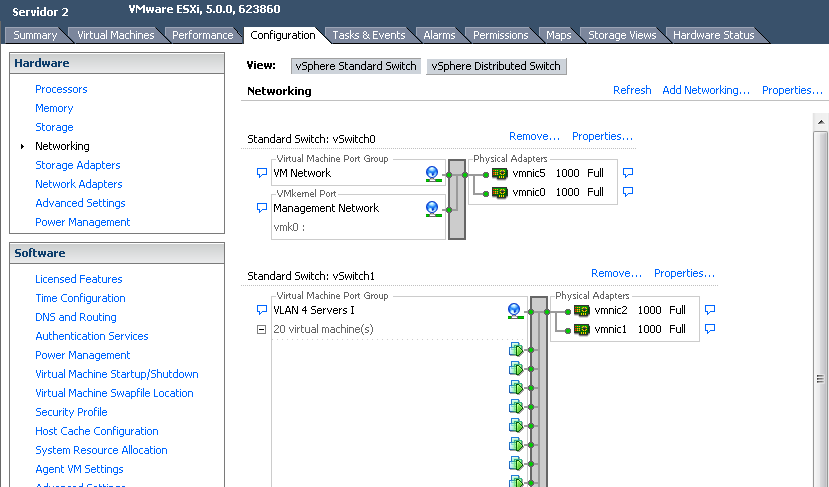 Servidor 2 VMware ESXi, 5.0.0, 623860
Summary Virtual Machines Performance Configuration Tasks & Events Alarms Permissions Maps Storage Views Hardware Status
Hardware
Processors
Memory
Storage
Networking
Storage Adapters
Network Adapters
Advanced Settings
Power Management
Software
Licensed Features
Time Configuration
DNS and Routing
Authentication Services
Power Management
Virtual Machine Startup/Shutdown
Virtual Machine Swapfile Location
Security Profile
Host Cache Configuration
System Resource Allocation
Agent VM Settings
Advanced Settings
View: vSphere Standard Switch vSphere Distributed Switch
Networking Refresh Add Networking... Properties...
Standard Switch: vSwitch0 Remove... Properties...
Virtual Machine Port Group Physical Adapters
VM Network vmnic5 1000 Full
vmnic0 1000 Full
VMkernel Port
Management Network
vmk0 :
Standard Switch: vSwitch1 Remove... Properties...
Virtual Machine Port Group Physical Adapters
VLAN 4 Servers I vmnic2 1000 Full
20 virtual machine(s) vmnic1 1000 Full